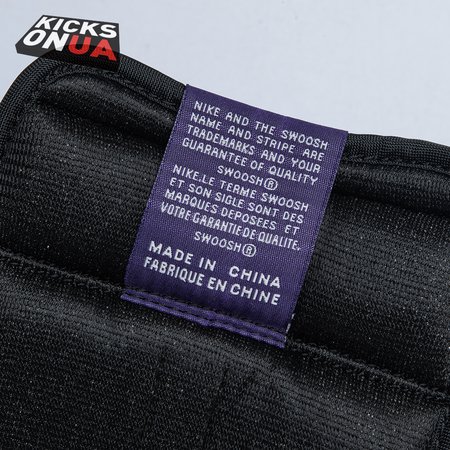 KICKS
ONUA
NIKE AND THE SWOOSH
NAME AND STRIPE ARE
TRADEMARKS AND YOUR
GUARANTEE OF QUALITY
SWOOSH®
NIKE.LE TERME SWOOSH
ET SON SIGLE SONT DES
MARQUES DEPOSEES ET
VOTRE GARANTIE DE QUALITE.
SWOOSH®
MADE IN CHINA
FABRIQUE EN CHINE